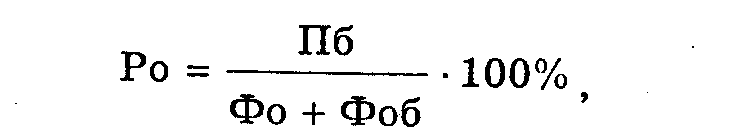 Ро = Пб / (Фо + Фоб) · 100%,